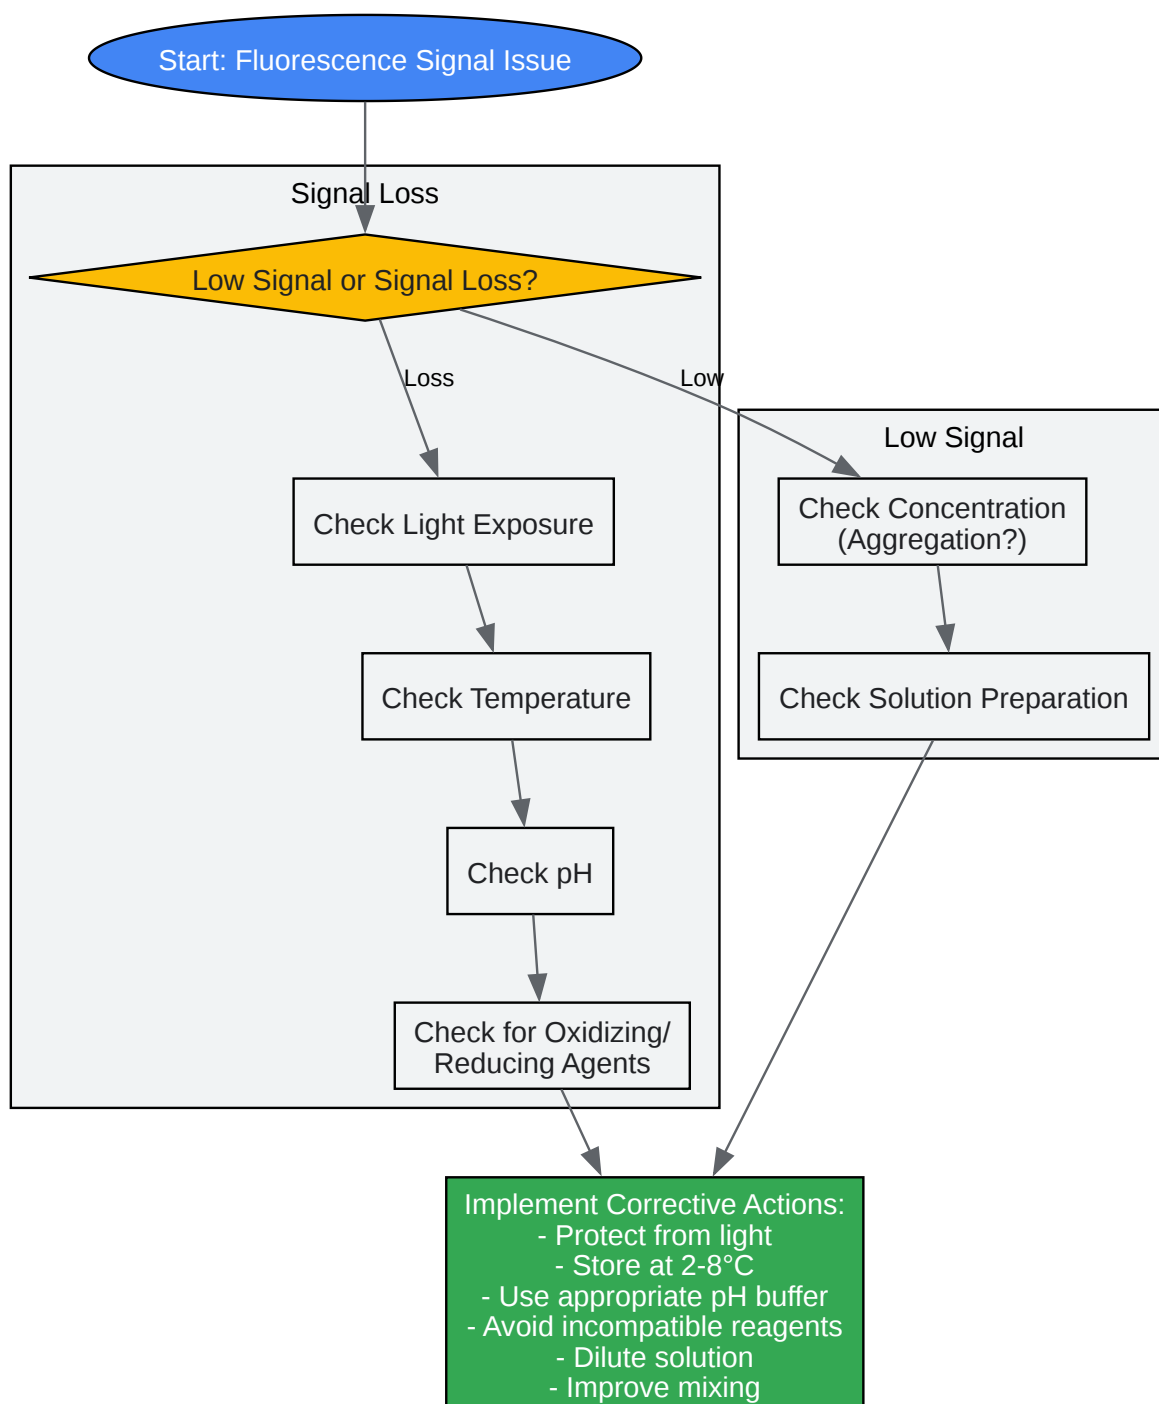 Start: Fluorescence Signal Issue
Signal Loss
Low Signal or Signal Loss?
Loss
Low
Low Signal
Check Light Exposure
Check Concentration
(Aggregation?)
Check Temperature
Check Solution Preparation
Check pH
Check for Oxidizing/
Reducing Agents
Implement Corrective Actions:
- Protect from light
- Store at 2-8°C
- Use appropriate pH buffer
- Avoid incompatible reagents
- Dilute solution
- Improve mixing